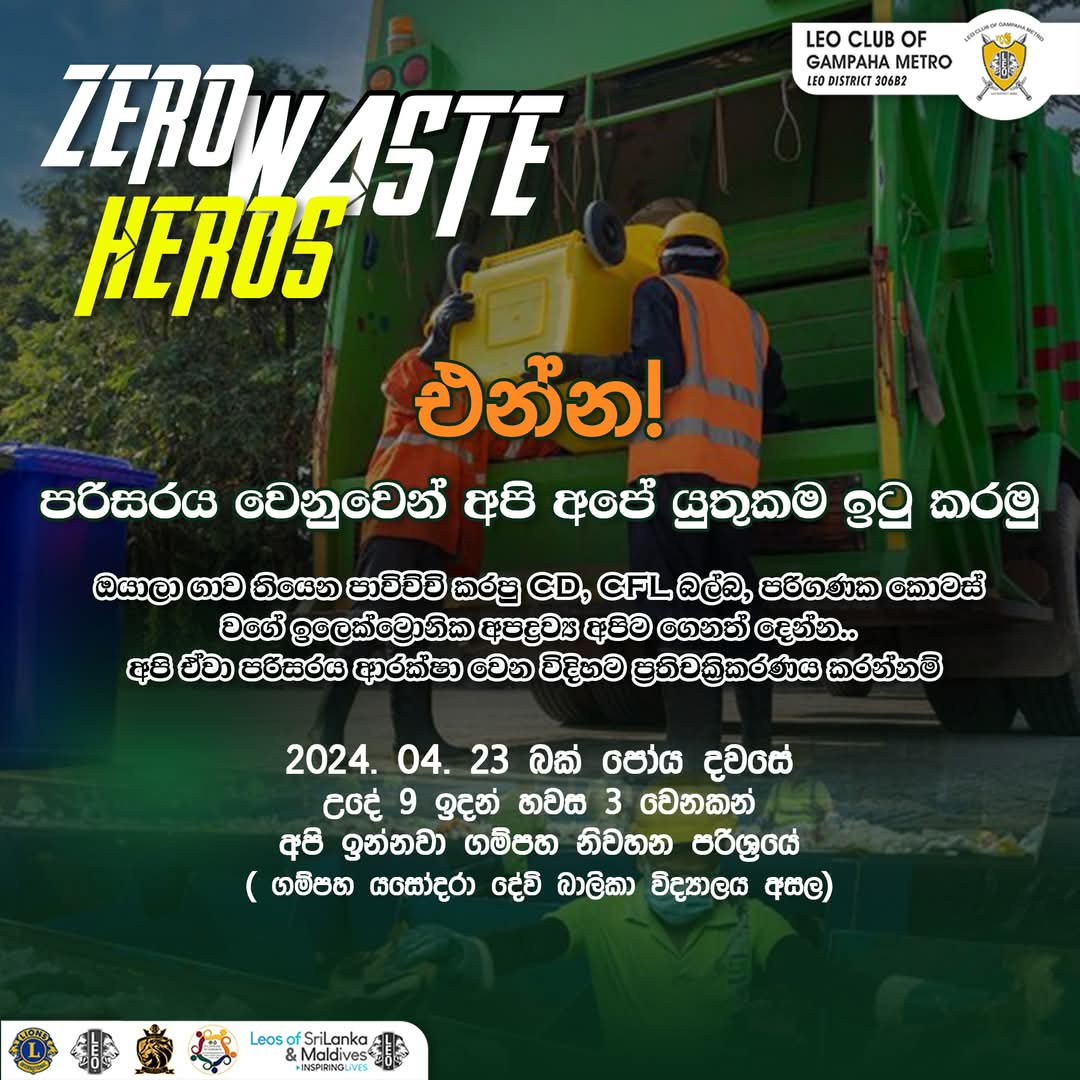 LEO CLUB OF
GAMPAHA METRO
LEO DISTRICT 306B2
ZERO WASTE
HEROS
එන්න!
පරිසරය වෙනුවෙන් අපි අපේ යුතුකම ඉටු කරමු
ඔයාලා ගාව තියෙන පාවිච්චි කරපු CD, CFL බල්බ, පරිගණක කොටස්
වගේ ඉලෙක්ට්‍රොනික අපද්‍රව්‍ය අපිට ගෙනත් දෙන්න..
අපි ඒවා පරිසරය ආරක්ෂා වෙන විදිහට ප්‍රතිචක්‍රිකරණය කරන්නම්
2024. 04. 23 බක් පෝය දවසේ
උදේ 9 ඉදන් හවස 3 වෙනකන්
අපි ඉන්නවා ගම්පහ නිවහන පරිශ්‍රයේ
( ගම්පහ යසෝදරා දේවි බාලිකා විද්‍යාලය අසල)
Leos of SriLanka
& Maldives
INSPIRING LiVES